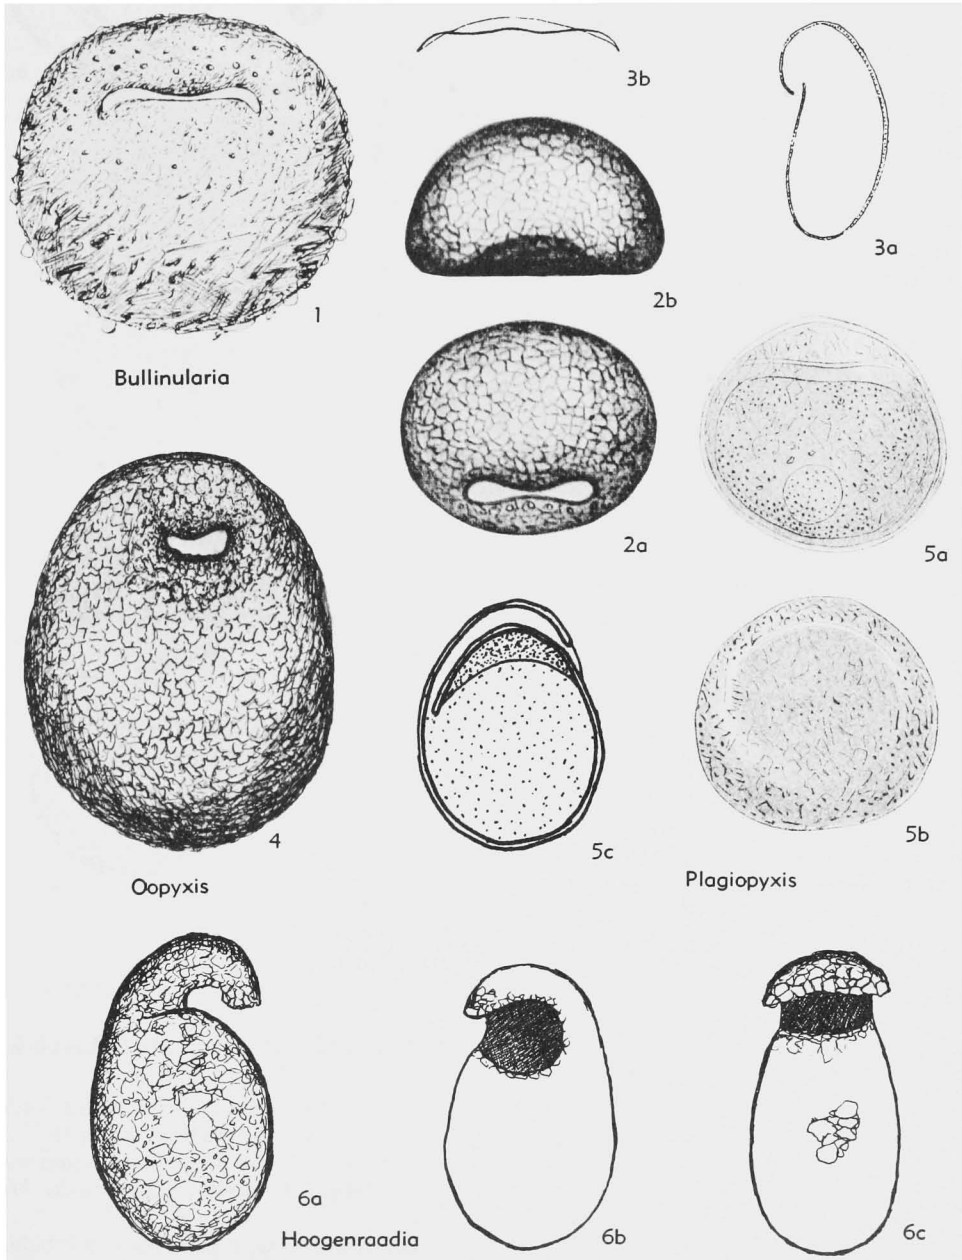 3b
3a
2b
1
Bullinularia
2a
5a
4
5c
5b
Oopyxis
Plagiopyxis
6a
Hoogenraadia
6b
6c